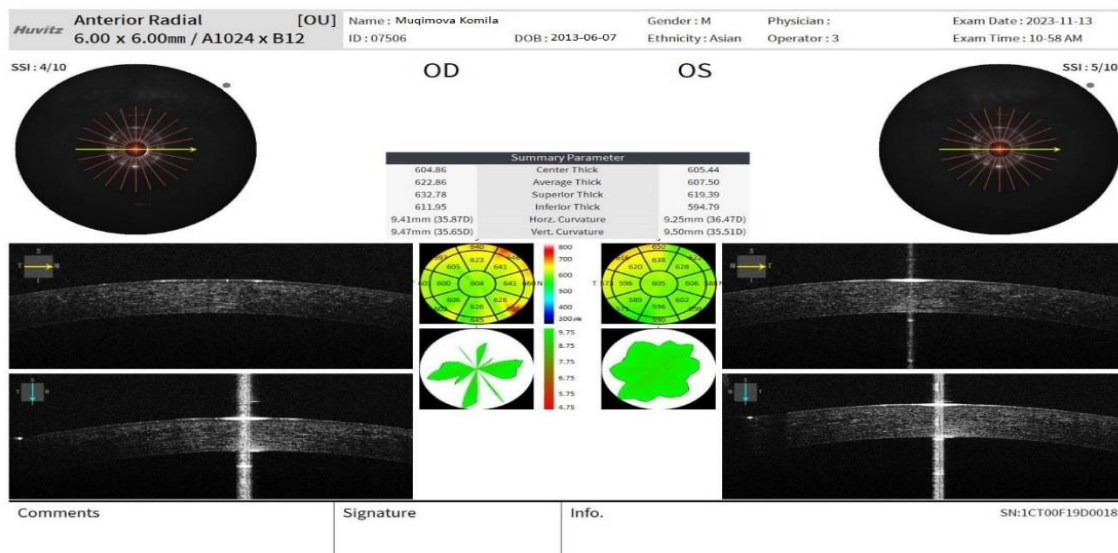 Huvitz
Anterior Radial [OU]
6.00 x 6.00mm / A1024 x B12
Name : Muqimova Komila Gender : M Physician : Exam Date : 2023-11-13
ID : 07506 DOB : 2013-06-07 Ethnicity : Asian Operator : 3 Exam Time : 10-58 AM
SSI : 4/10 OD OS SSI : 5/10
Summary Parameter
604.86 Center Thick 605.44
622.86 Average Thick 607.50
632.78 Superior Thick 619.39
611.95 Inferior Thick 594.79
9.41mm (35.87D) Horz. Curvature 9.25mm (36.47D)
9.47mm (35.65D) Vert. Curvature 9.50mm (35.51D)
640
623
605 641
T 600 604 641 N
606 626
626
645
800
700
600
500
400
300
638
620 628
T 573 596 605 606 N
589 602
596
590
9.75
8.75
7.75
6.75
5.75
4.75
Comments Signature Info. SN:1CT00F19D0018